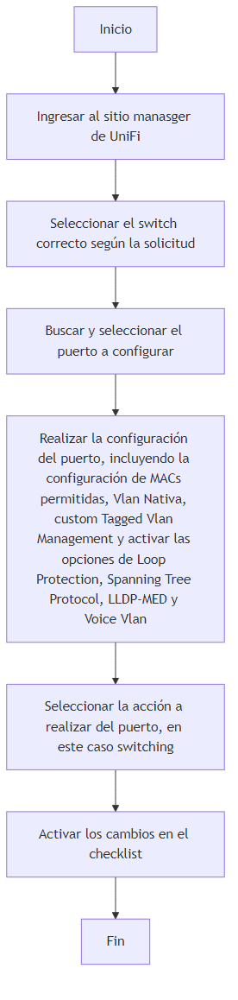 Inicio
Ingresar al sitio manasger
de UniFi
Seleccionar el switch
correcto según la solicitud
Buscar y seleccionar el
puerto a configurar
Realizar la configuración
del puerto, incluyendo la
configuración de MACs
permitidas, Vlan Nativa,
custom Tagged Vlan
Management y activar las
opciones de Loop
Protection, Spanning Tree
Protocol, LLDP-MED y
Voice Vlan
Seleccionar la acción a
realizar del puerto, en
este caso switching
Activar los cambios en el
checklist
Fin